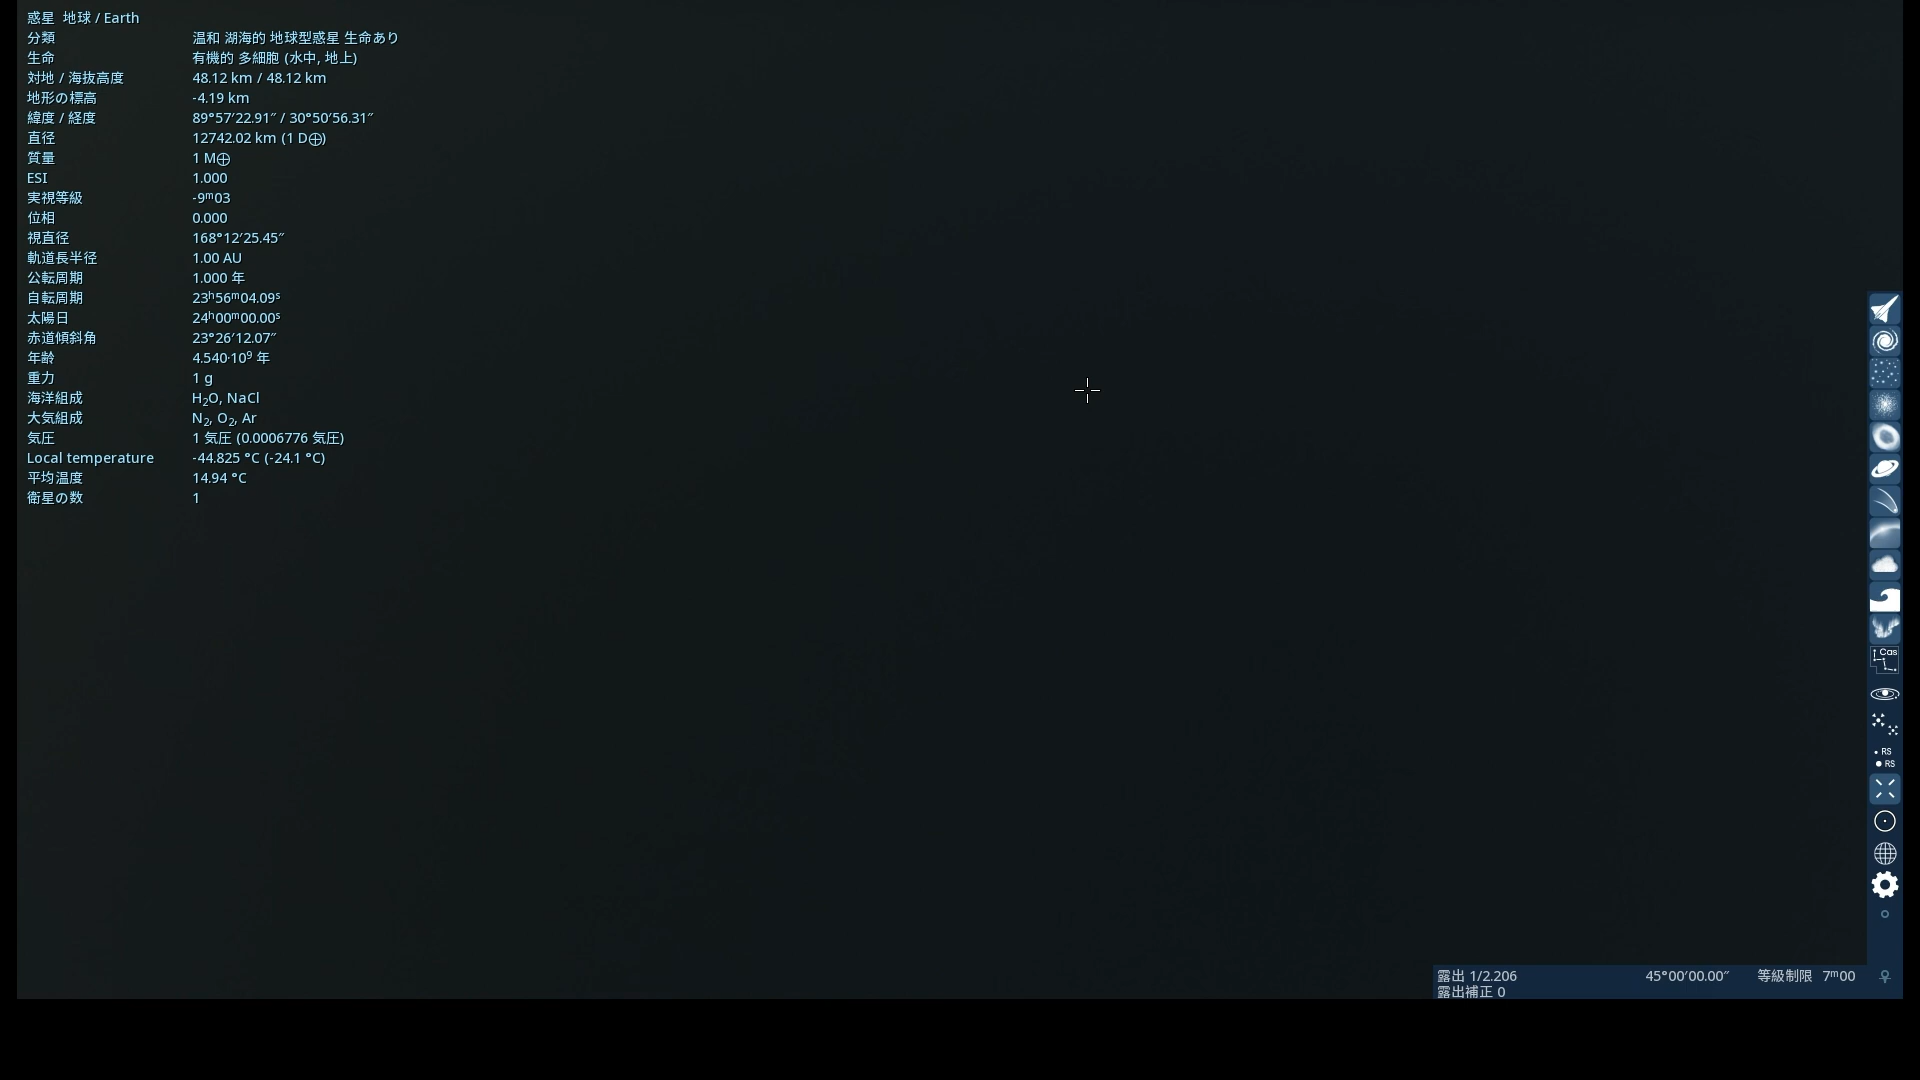 惑星 地球 / Earth
分類 温和 湖海的 地球型惑星 生命あり
生命 有機的 多細胞 (水中, 地上)
対地 / 海抜高度 48.12 km / 48.12 km
地形の標高 -4.19 km
緯度 / 経度 89°57′22.91″ / 30°50′56.31″
直径 12742.02 km (1 D⨁)
質量 1 M⨁
ESI 1.000
実視等級 -9ᵐ03
位相 0.000
視直径 168°12′25.45″
軌道長半径 1.00 AU
公転周期 1.000 年
自転周期 23ʰ56ᵐ04.09ˢ
太陽日 24ʰ00ᵐ00.00ˢ
赤道傾斜角 23°26′12.07″
年齢 4.540·10⁹ 年
重力 1 g
海洋組成 H₂O, NaCl
大気組成 N₂, O₂, Ar
気圧 1 気圧 (0.0006776 気圧)
Local temperature -44.825 °C (-24.1 °C)
平均温度 14.94 °C
衛星の数 1
Cas
RS
RS
露出 1/2.206 45°00′00.00″ 等級制限 7ᵐ00
露出補正 0